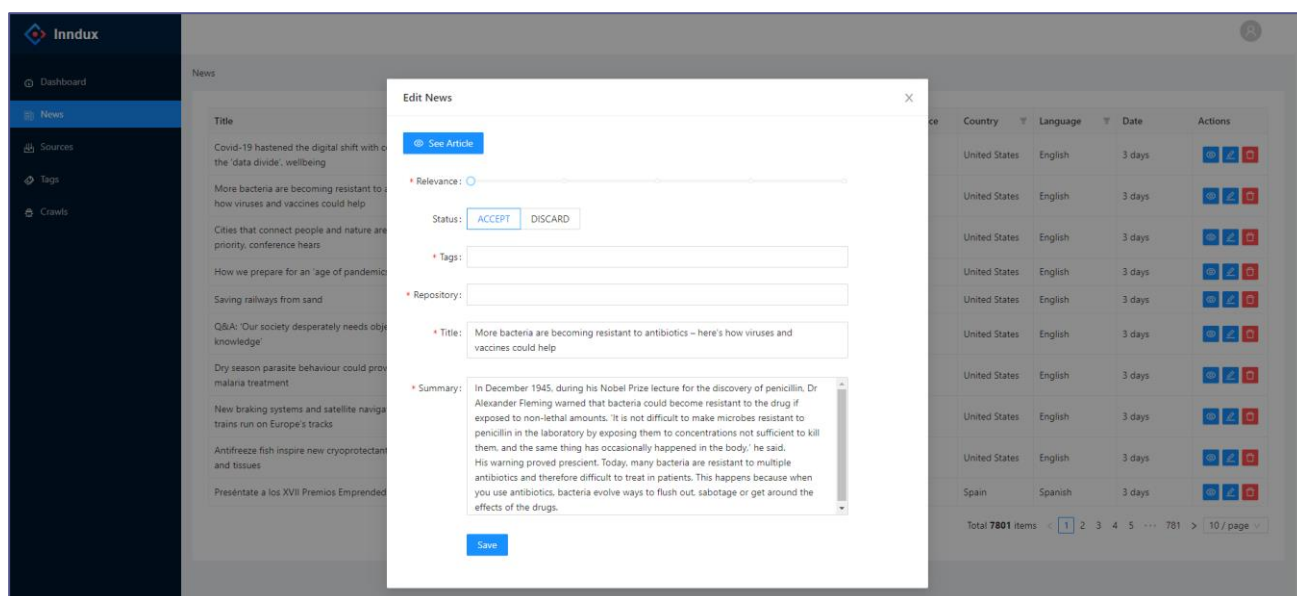 Inndux
Dashboard
News
Sources
Tags
Crawls
News
Title
ce
Country
Language
Date
Actions
Covid-19 hastened the digital shift with
the 'data divide', wellbeing
United States
English
3 days
More bacteria are becoming resistant to
how viruses and vaccines could help
United States
English
3 days
Cities that connect people and nature are
priority, conference hears
United States
English
3 days
How we prepare for an 'age of pandemic
United States
English
3 days
Saving railways from sand
United States
English
3 days
Q&A: 'Our society desperately needs obje
knowledge'
United States
English
3 days
Dry season parasite behaviour could prov
malaria treatment
United States
English
3 days
New braking systems and satellite naviga
trains run on Europe's tracks
United States
English
3 days
Antifreeze fish inspire new cryoprotectant
and tissues
United States
English
3 days
Preséntate a los XVII Premios Emprended
Spain
Spanish
3 days
Total 7801 items < 1 2 3 4 5 ··· 781 > 10 / page
Edit News
See Article
* Relevance:
Status: ACCEPT DISCARD
* Tags:
* Repository:
* Title: More bacteria are becoming resistant to antibiotics – here's how viruses and
vaccines could help
* Summary: In December 1945, during his Nobel Prize lecture for the discovery of penicillin, Dr
Alexander Fleming warned that bacteria could become resistant to the drug if
exposed to non-lethal amounts. 'It is not difficult to make microbes resistant to
penicillin in the laboratory by exposing them to concentrations not sufficient to kill
them, and the same thing has occasionally happened in the body,' he said.
His warning proved prescient. Today, many bacteria are resistant to multiple
antibiotics and therefore difficult to treat in patients. This happens because when
you use antibiotics, bacteria evolve ways to flush out, sabotage or get around the
effects of the drugs.
Save